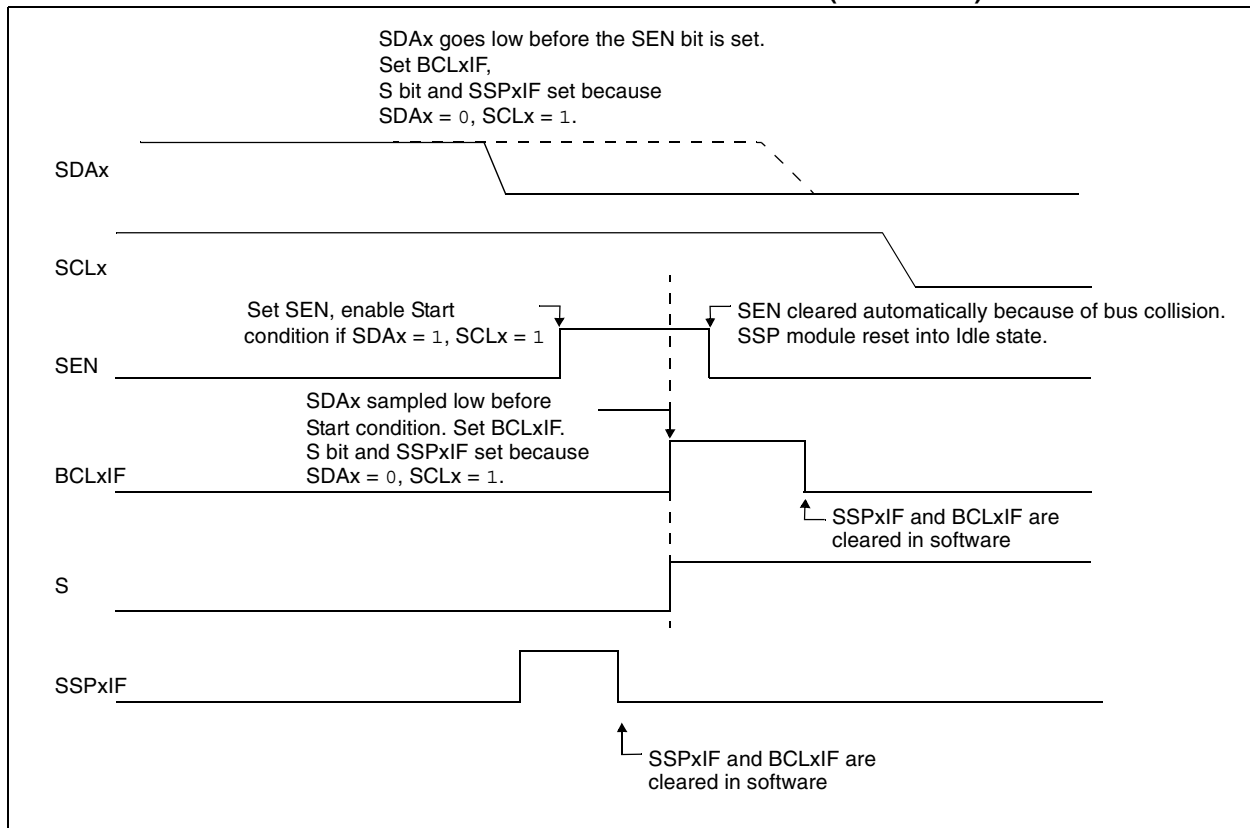 SDAx goes low before the SEN bit is set.
Set BCLxIF,
S bit and SSPxIF set because
SDAx = 0, SCLx = 1.
SDAx
SCLx
Set SEN, enable Start
condition if SDAx = 1, SCLx = 1
SEN cleared automatically because of bus collision.
SSP module reset into Idle state.
SEN
SDAx sampled low before
Start condition. Set BCLxIF.
S bit and SSPxIF set because
SDAx = 0, SCLx = 1.
BCLxIF
SSPxIF and BCLxIF are
cleared in software
S
SSPxIF
SSPxIF and BCLxIF are
cleared in software